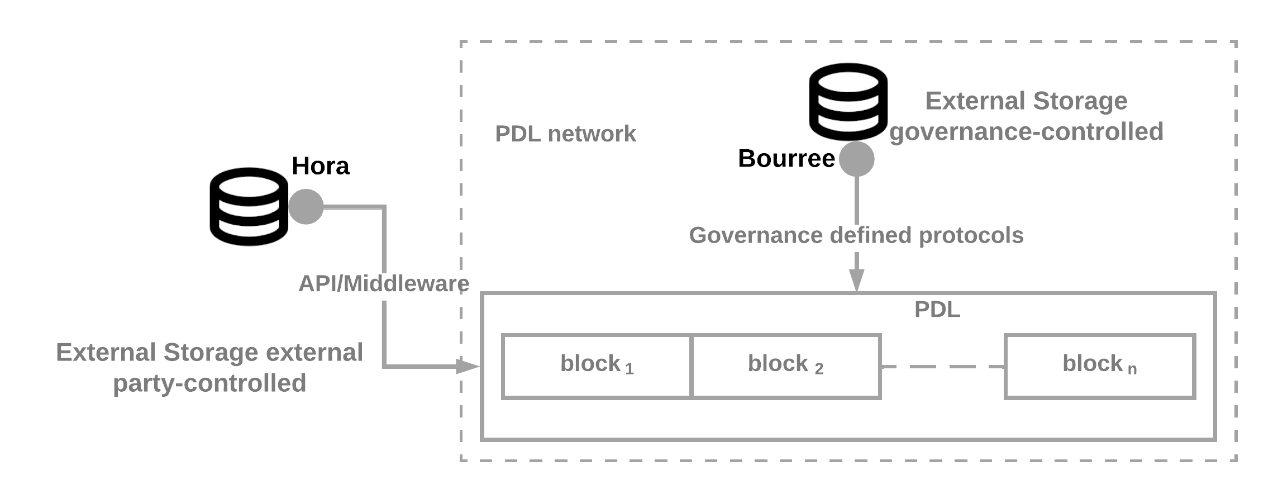 External Storage
governance-controlled
PDL network
Bourree
Hora
Governance defined protocols
API/Middleware
PDL
External Storage external
party-controlled
block 1
block 2
block n